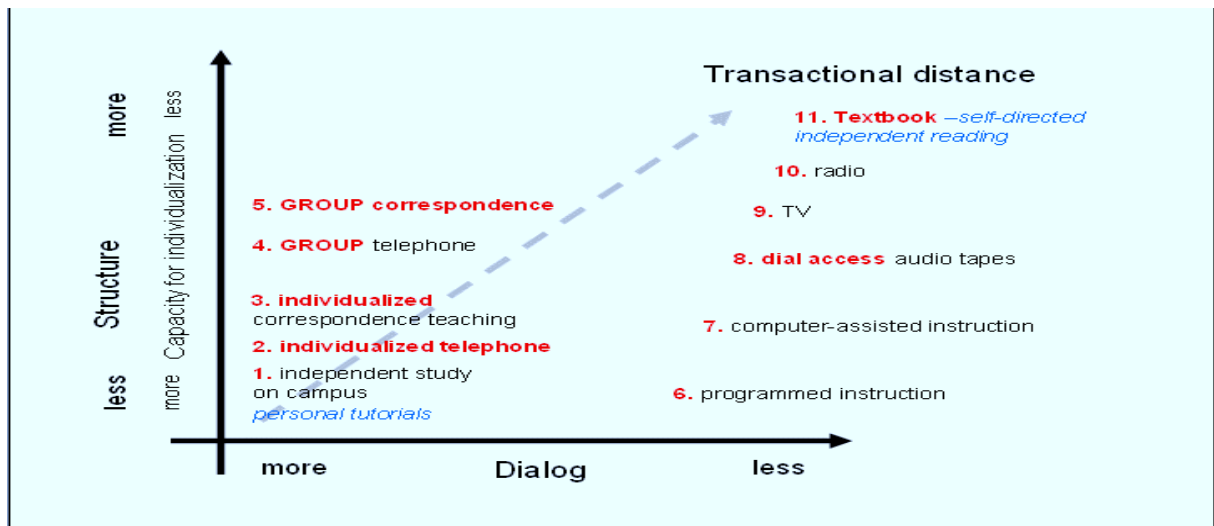 Transactional distance
11. Textbook –self-directed
independent reading
10. radio
5. GROUP correspondence
9. TV
4. GROUP telephone
8. dial access audio tapes
3. individualized
correspondence teaching
7. computer-assisted instruction
2. individualized telephone
1. independent study
on campus
6. programmed instruction
personal tutorials
less Structure more
more Capacity for individualization less
more Dialog less